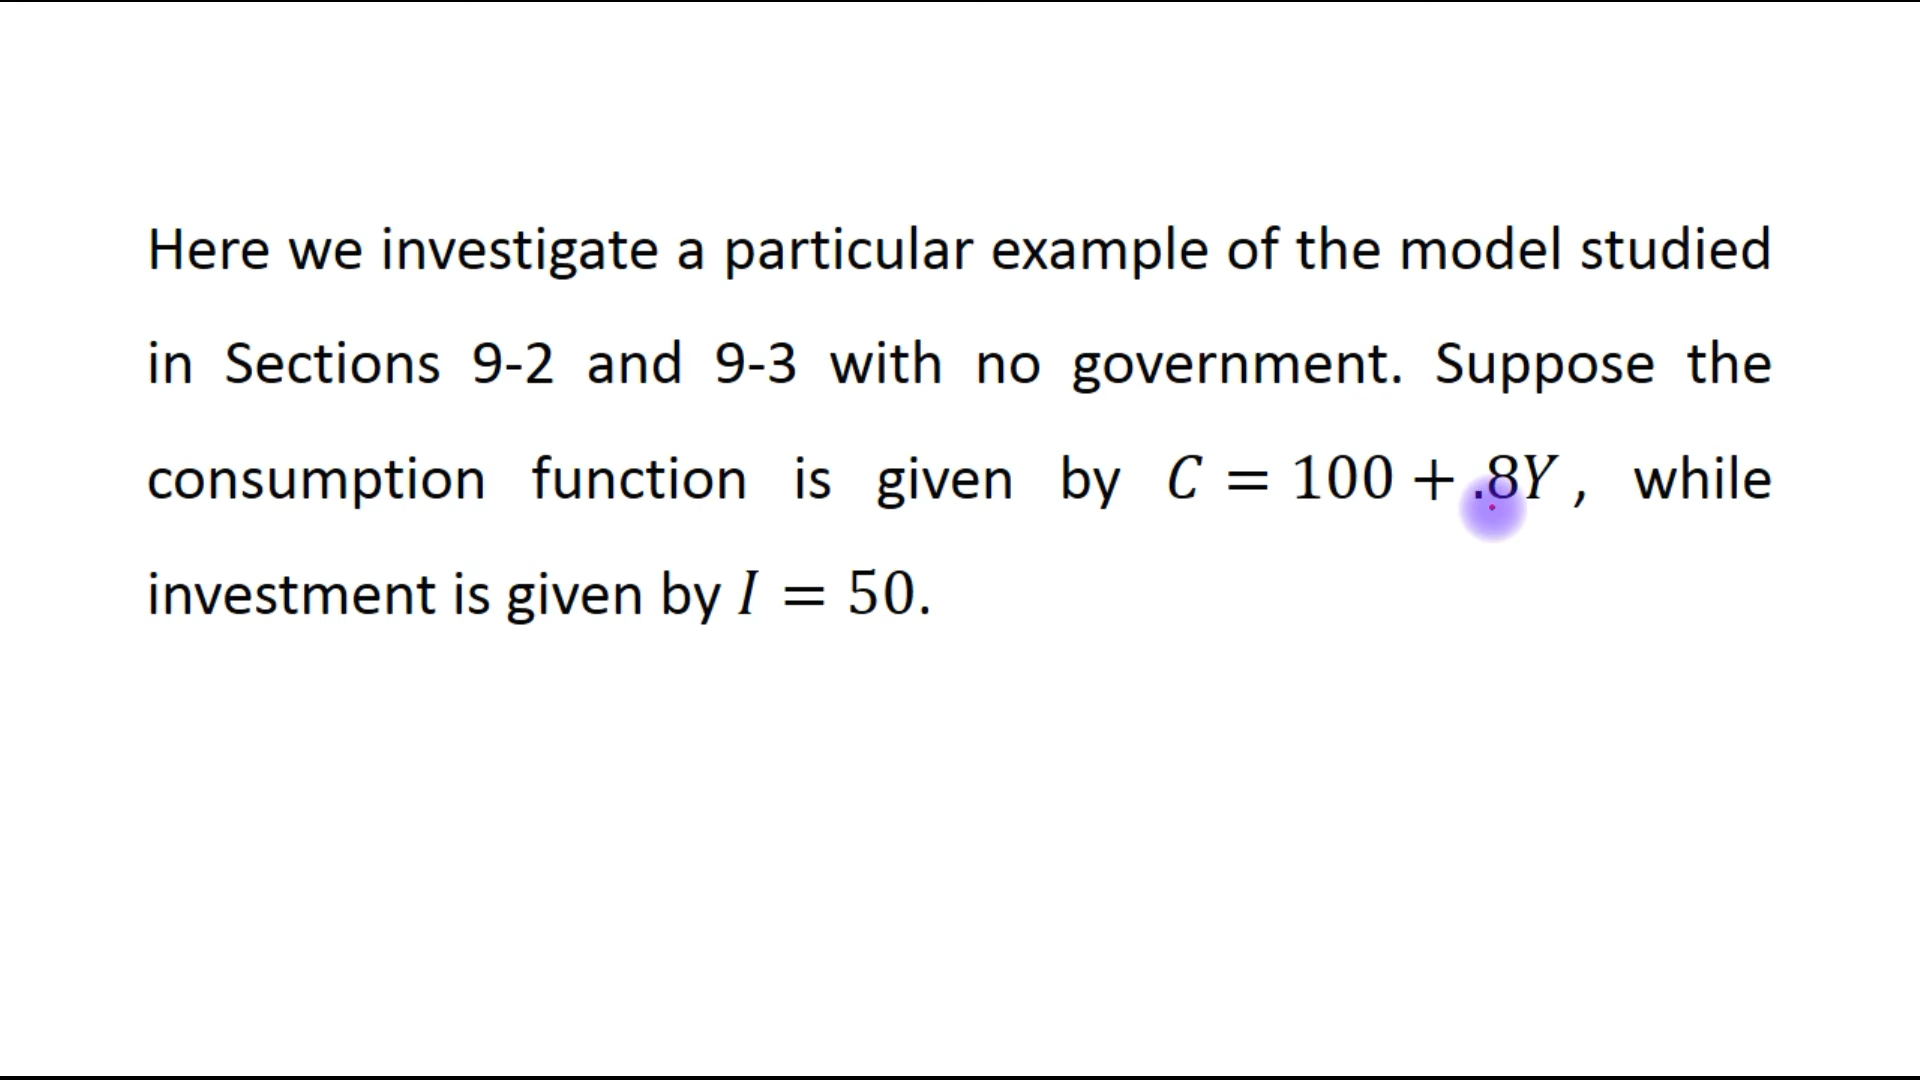 Here we investigate a particular example of the model studied
in Sections 9-2 and 9-3 with no government. Suppose the
consumption function is given by C = 100 + .8Y , while
investment is given by I = 50.